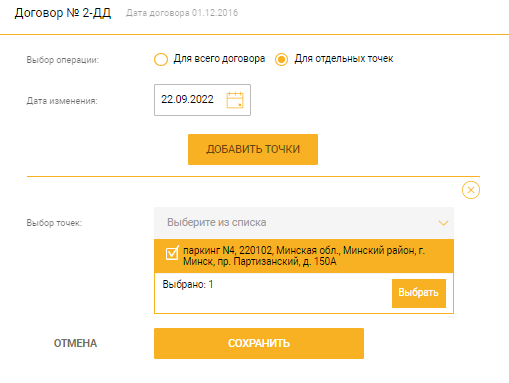 Договор № 2-ДД Дата договора 01.12.2016
Выбор операции: Для всего договора Для отдельных точек
Дата изменения: 22.09.2022
ДОБАВИТЬ ТОЧКИ
Выбор точек: Выберите из списка
паркинг N4, 220102, Минская обл., Минский район, г.
Минск, пр. Партизанский, д. 150А
Выбрано: 1
Выбрать
ОТМЕНА СОХРАНИТЬ